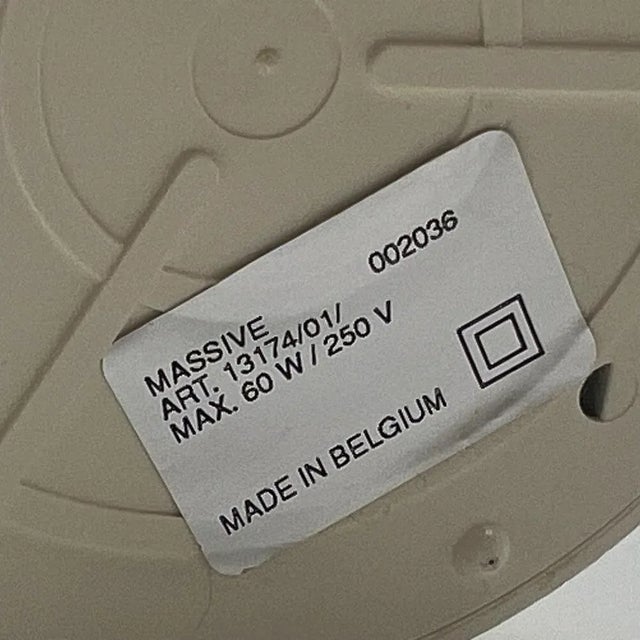 002036
MASSIVE
ART. 13174/01/
MAX. 60 W / 250 V
MADE IN BELGIUM